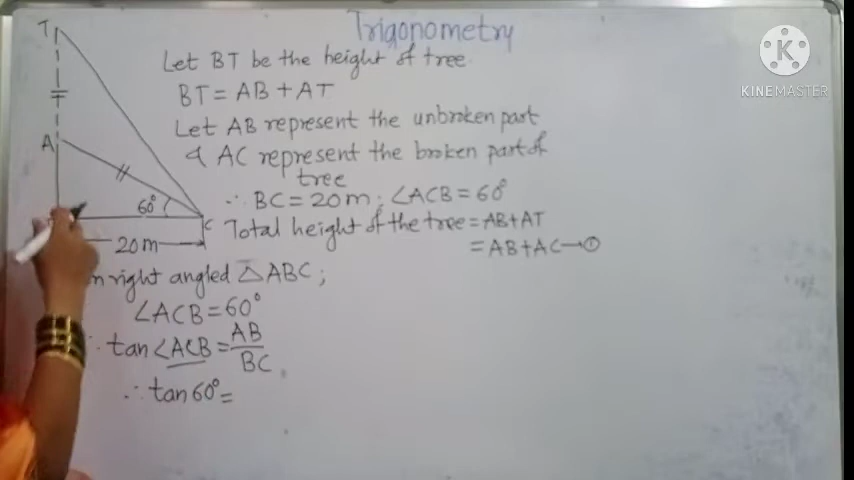 Trigonometry
K
KINEMASTER
T
Let BT be the height of tree.
BT = AB + AT
Let AB represent the unbroken part
A
& AC represent the broken part of
tree
∴ BC = 20m ; ∠ACB = 60°
60°
C
Total height of the tree = AB + AT
20m
= AB + AC → ①
n right angled △ABC ;
∠ACB = 60°
∴ tan ∠ACB = AB/BC
∴ tan 60° =